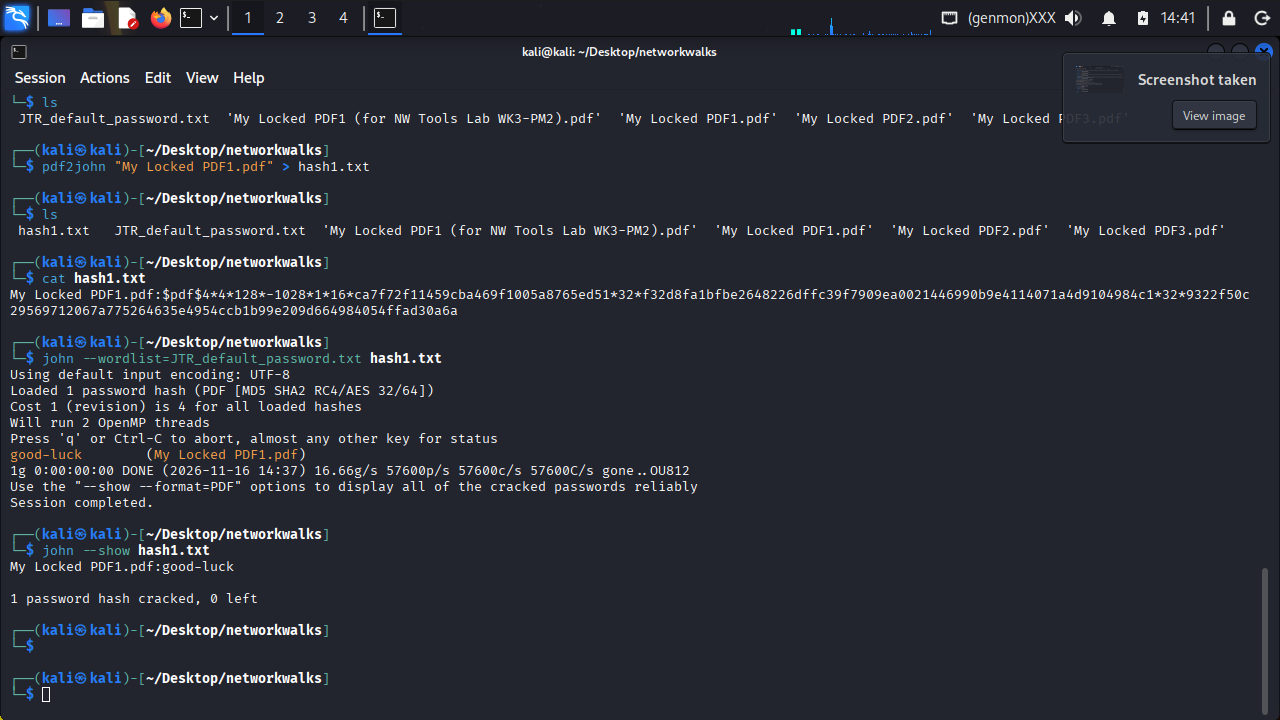 1 2 3 4 (genmon)XXX 14:41
kali@kali: ~/Desktop/networkwalks
Session Actions Edit View Help
Screenshot taken
View image
└─$ ls
JTR_default_password.txt 'My Locked PDF1 (for NW Tools Lab WK3-PM2).pdf' 'My Locked PDF1.pdf' 'My Locked PDF2.pdf' 'My Locked PDF3.pdf'
┌──(kali㉿kali)-[~/Desktop/networkwalks]
└─$ pdf2john "My Locked PDF1.pdf" > hash1.txt
┌──(kali㉿kali)-[~/Desktop/networkwalks]
└─$ ls
hash1.txt JTR_default_password.txt 'My Locked PDF1 (for NW Tools Lab WK3-PM2).pdf' 'My Locked PDF1.pdf' 'My Locked PDF2.pdf' 'My Locked PDF3.pdf'
┌──(kali㉿kali)-[~/Desktop/networkwalks]
└─$ cat hash1.txt
My Locked PDF1.pdf:$pdf$4*4*128*-1028*1*16*ca7f72f11459cba469f1005a8765ed51*32*f32d8fa1bfbe2648226dffc39f7909ea0021446990b9e4114071a4d9104984c1*32*9322f50c
29569712067a775264635e4954ccb1b99e209d664984054ffad30a6a
┌──(kali㉿kali)-[~/Desktop/networkwalks]
└─$ john --wordlist=JTR_default_password.txt hash1.txt
Using default input encoding: UTF-8
Loaded 1 password hash (PDF [MD5 SHA2 RC4/AES 32/64])
Cost 1 (revision) is 4 for all loaded hashes
Will run 2 OpenMP threads
Press 'q' or Ctrl-C to abort, almost any other key for status
good-luck (My Locked PDF1.pdf)
1g 0:00:00:00 DONE (2026-11-16 14:37) 16.66g/s 57600p/s 57600c/s 57600C/s gone..OU812
Use the "--show --format=PDF" options to display all of the cracked passwords reliably
Session completed.
┌──(kali㉿kali)-[~/Desktop/networkwalks]
└─$ john --show hash1.txt
My Locked PDF1.pdf:good-luck
1 password hash cracked, 0 left
┌──(kali㉿kali)-[~/Desktop/networkwalks]
└─$
┌──(kali㉿kali)-[~/Desktop/networkwalks]
└─$